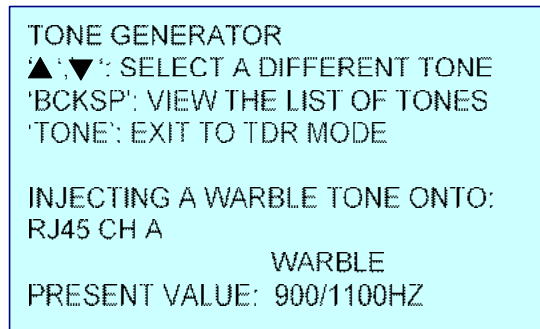 TONE GENERATOR
'▲','▼': SELECT A DIFFERENT TONE
'BCKSP': VIEW THE LIST OF TONES
'TONE': EXIT TO TDR MODE
INJECTING A WARBLE TONE ONTO:
RJ45 CH A
WARBLE
PRESENT VALUE: 900/1100HZ